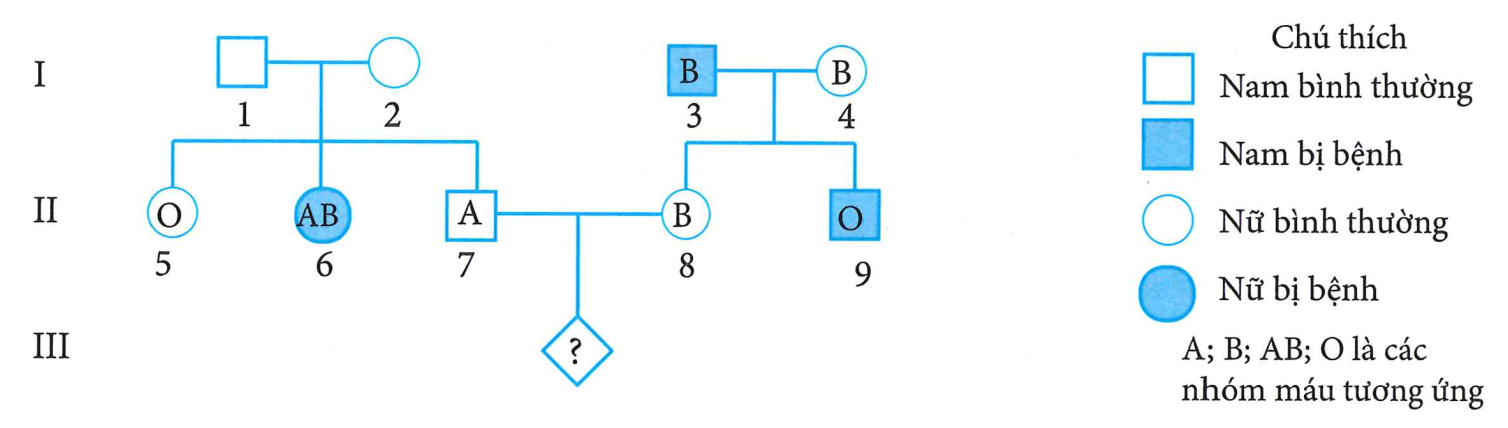 I
1
2
B
3
B
4
II
O
5
AB
6
A
7
B
8
O
9
III
?
Chú thích
Nam bình thường
Nam bị bệnh
Nữ bình thường
Nữ bị bệnh
A; B; AB; O là các
nhóm máu tương ứng